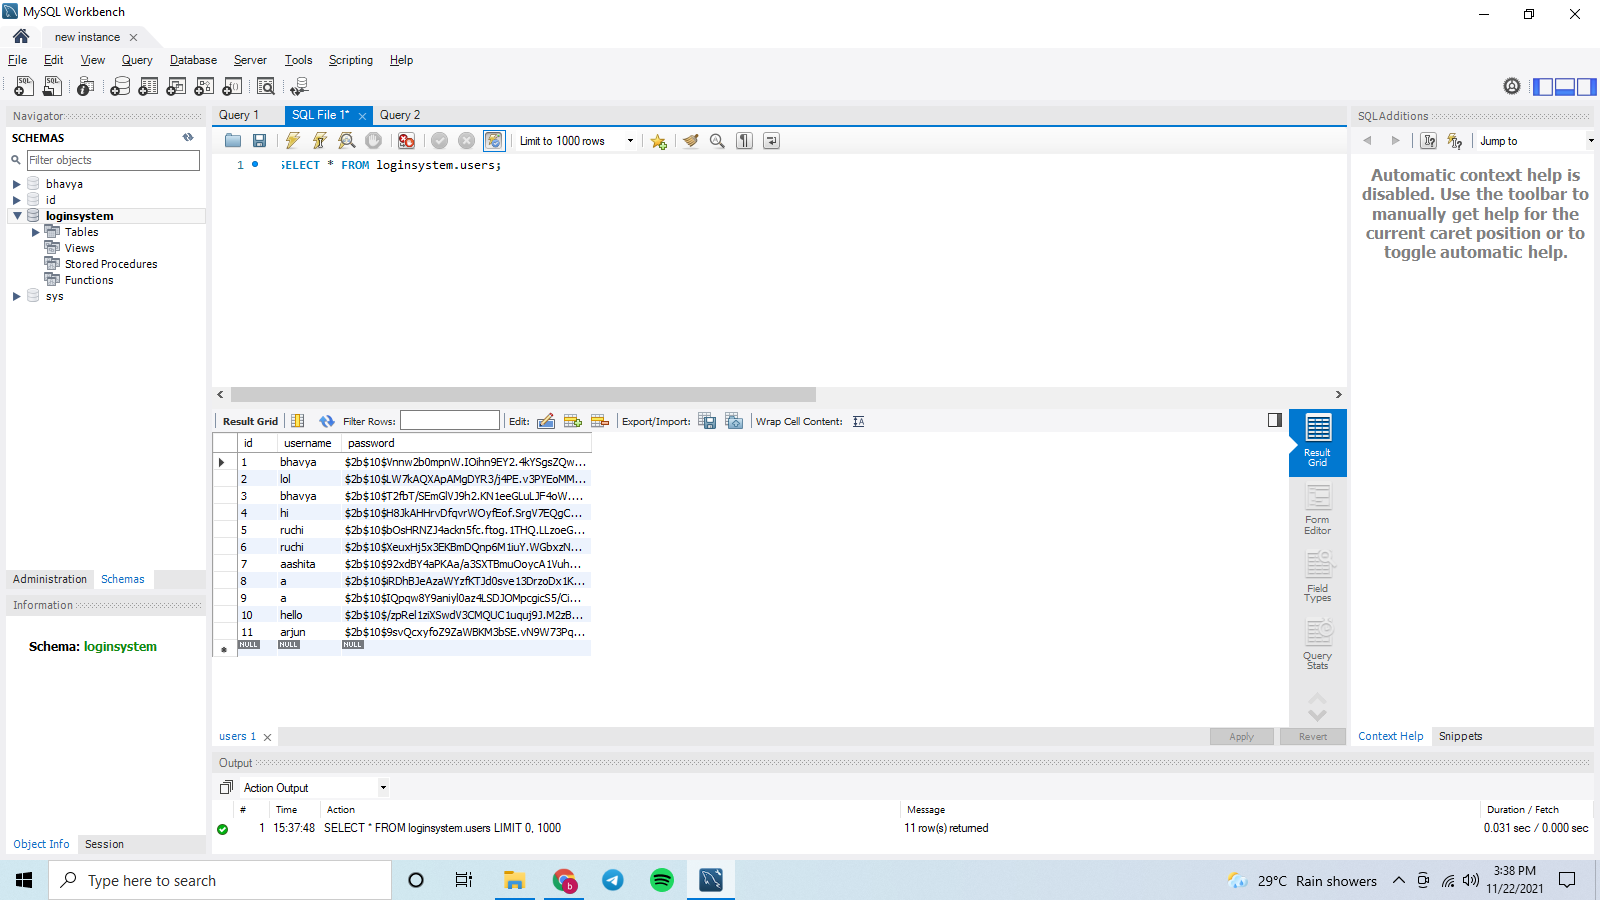 MySQL Workbench
new instance
File Edit View Query Database Server Tools Scripting Help
Navigator
SCHEMAS
Filter objects
bhavya
id
loginsystem
Tables
Views
Stored Procedures
Functions
sys
Administration Schemas
Information
Schema: loginsystem
Object Info Session
Query 1 SQL File 1* Query 2
Limit to 1000 rows
1 SELECT * FROM loginsystem.users;
Result Grid Filter Rows: Edit: Export/Import: Wrap Cell Content:
id username password
1 bhavya $2b$10$Vnnw2b0mpnW.IOihn9EY2.4kYSgsZQw...
2 lol $2b$10$LW7kAQXApAMgDYR3/j4PE.v3PYEoMM...
3 bhavya $2b$10$T2fbT/SEmGlVJ9h2.KN1eeGLuLJF4oW....
4 hi $2b$10$H8JkAHHrvDfqvrWOyfEof.SrgV7EQgC...
5 ruchi $2b$10$bOsHRNZJ4ackn5fc.ftog.1THQ.LLzoeG...
6 ruchi $2b$10$XeuxHj5x3EKBmDQnp6M1iuY.WGbxzN...
7 aashita $2b$10$92xdBY4aPKAa/a3SXTBmuOoycA1Vuh...
8 a $2b$10$iRDhBJeAzaWYzfKTJd0sve13DrzoDx1K...
9 a $2b$10$IQpqw8Y9aniyl0az4LSDJOMpcgicS5/Ci...
10 hello $2b$10$/zpRel1ziXSwdV3CMQUC1uquj9J.M2zB...
11 arjun $2b$10$9svQcxyfoZ9ZaWBKM3bSE.vN9W73Pq...
NULL NULL NULL
Result
Grid
Form
Editor
Field
Types
Query
Stats
users 1
Apply Revert
SQLAdditions
Jump to
Automatic context help is
disabled. Use the toolbar to
manually get help for the
current caret position or to
toggle automatic help.
Context Help Snippets
Output
Action Output
# Time Action Message Duration / Fetch
1 15:37:48 SELECT * FROM loginsystem.users LIMIT 0, 1000 11 row(s) returned 0.031 sec / 0.000 sec
Type here to search
29°C Rain showers
3:38 PM
11/22/2021